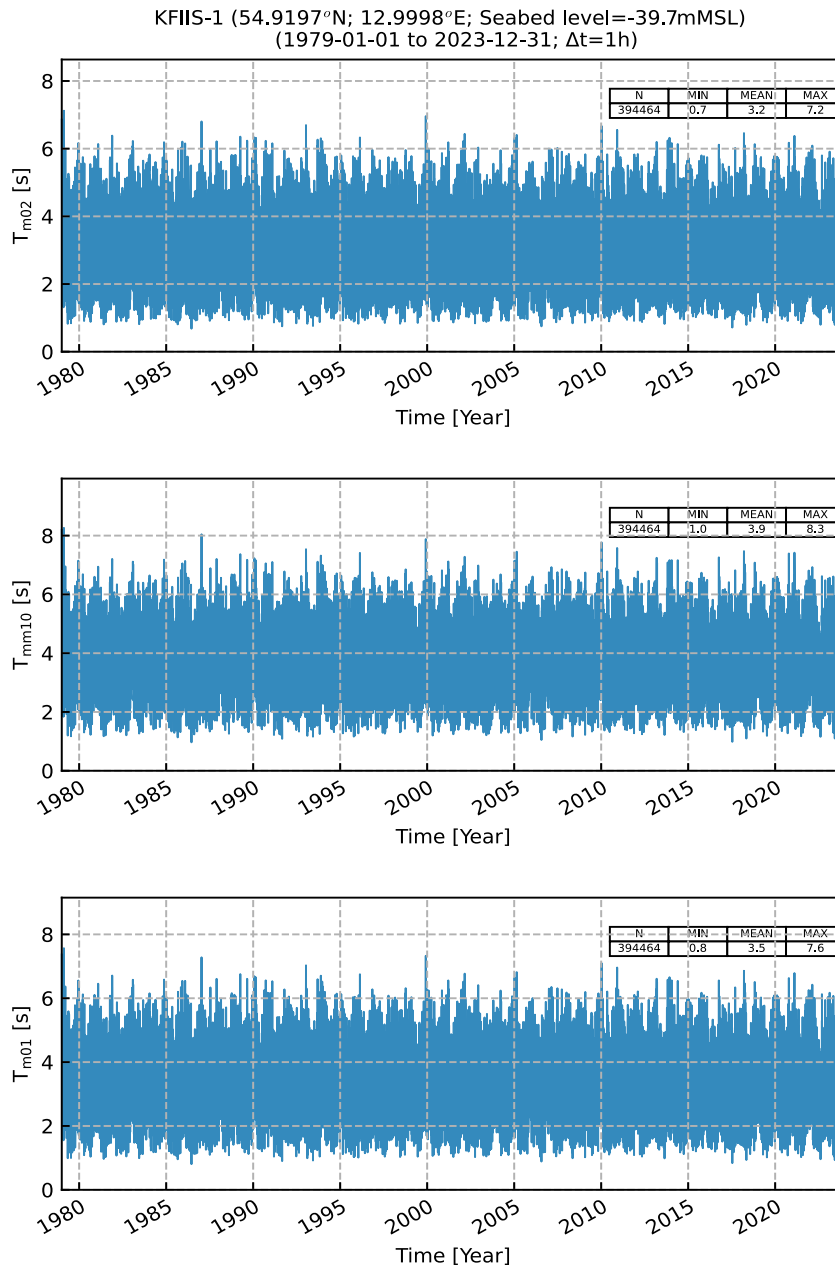 KFIIS-1 (54.9197°N; 12.9998°E; Seabed level=-39.7mMSL)
(1979-01-01 to 2023-12-31; Δt=1h)
8
6
4
2
0
T_m02 [s]
N MIN MEAN MAX
394464 0.7 3.2 7.2
1980 1985 1990 1995 2000 2005 2010 2015 2020
Time [Year]
8
6
4
2
0
T_mm10 [s]
N MIN MEAN MAX
394464 1.0 3.9 8.3
1980 1985 1990 1995 2000 2005 2010 2015 2020
Time [Year]
8
6
4
2
0
T_m01 [s]
N MIN MEAN MAX
394464 0.8 3.5 7.6
1980 1985 1990 1995 2000 2005 2010 2015 2020
Time [Year]